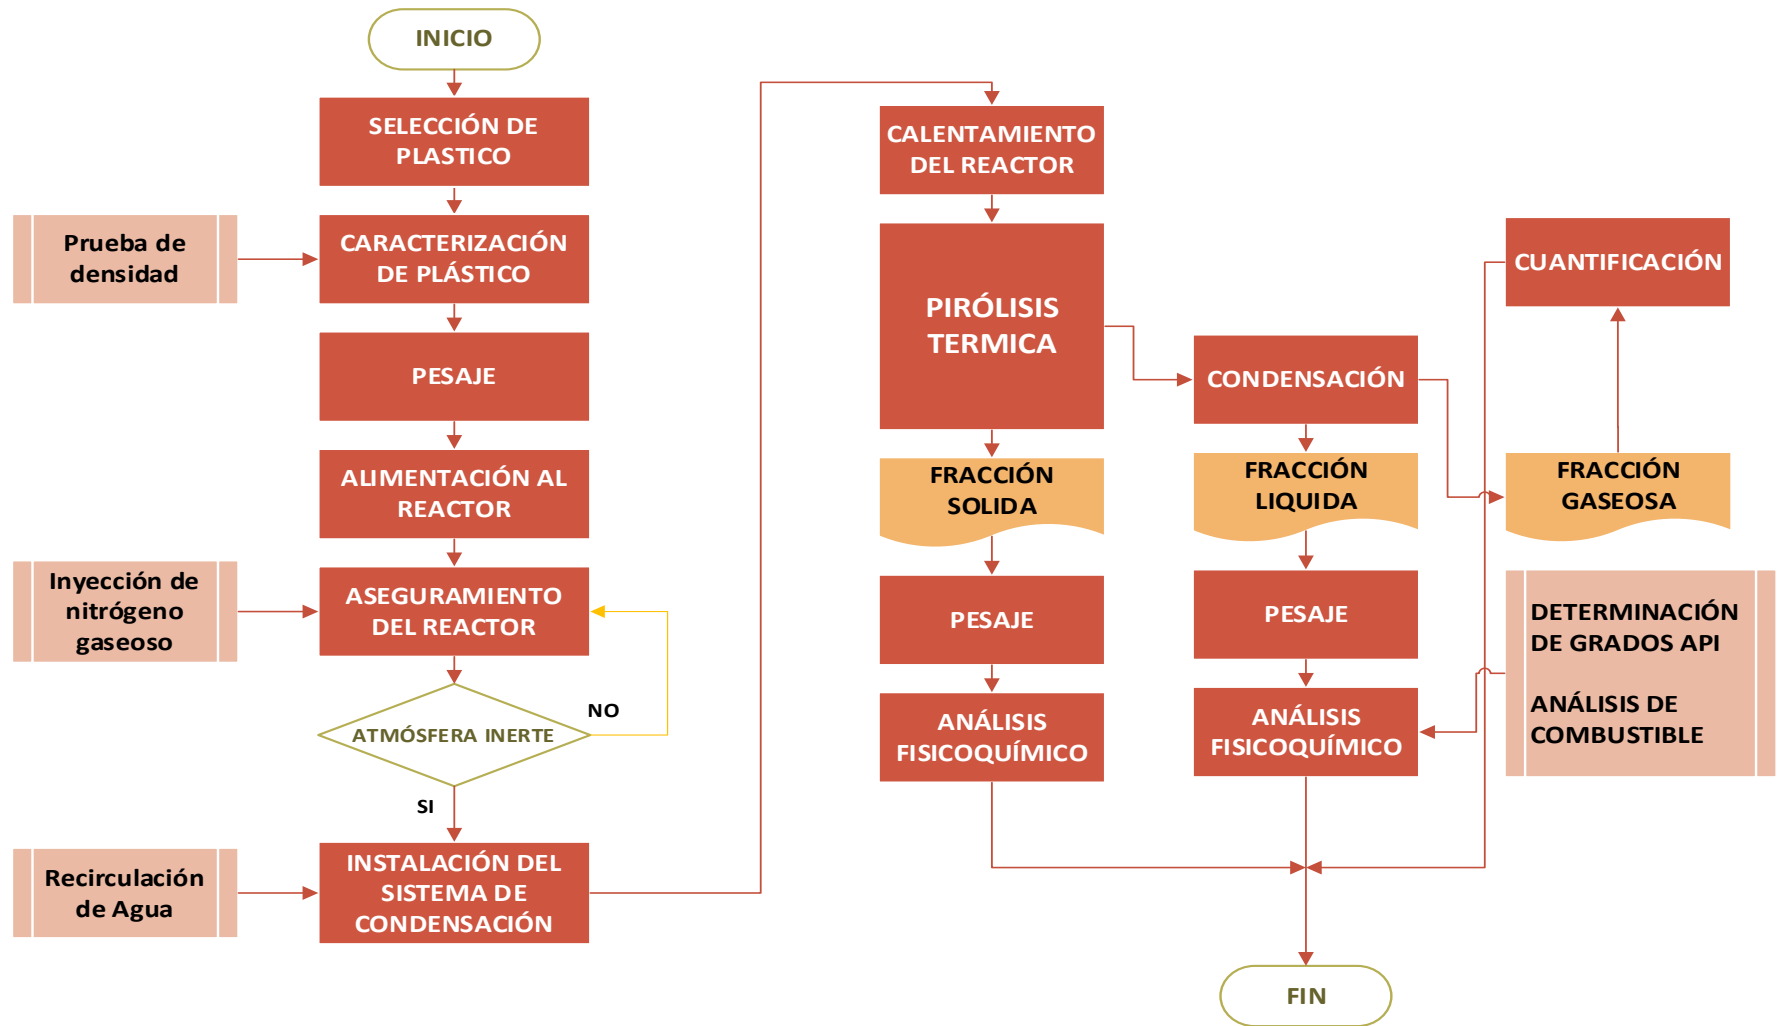 INICIO
SELECCIÓN DE
PLASTICO
Prueba de
densidad
CARACTERIZACIÓN
DE PLÁSTICO
PESAJE
ALIMENTACIÓN AL
REACTOR
Inyección de
nitrógeno
gaseoso
ASEGURAMIENTO
DEL REACTOR
NO
ATMÓSFERA INERTE
SI
Recirculación
de Agua
INSTALACIÓN DEL
SISTEMA DE
CONDENSACIÓN
CALENTAMIENTO
DEL REACTOR
PIRÓLISIS
TERMICA
CONDENSACIÓN
CUANTIFICACIÓN
FRACCIÓN
SOLIDA
FRACCIÓN
LIQUIDA
FRACCIÓN
GASEOSA
PESAJE
PESAJE
ANÁLISIS
FISICOQUÍMICO
ANÁLISIS
FISICOQUÍMICO
DETERMINACIÓN
DE GRADOS API
ANÁLISIS DE
COMBUSTIBLE
FIN